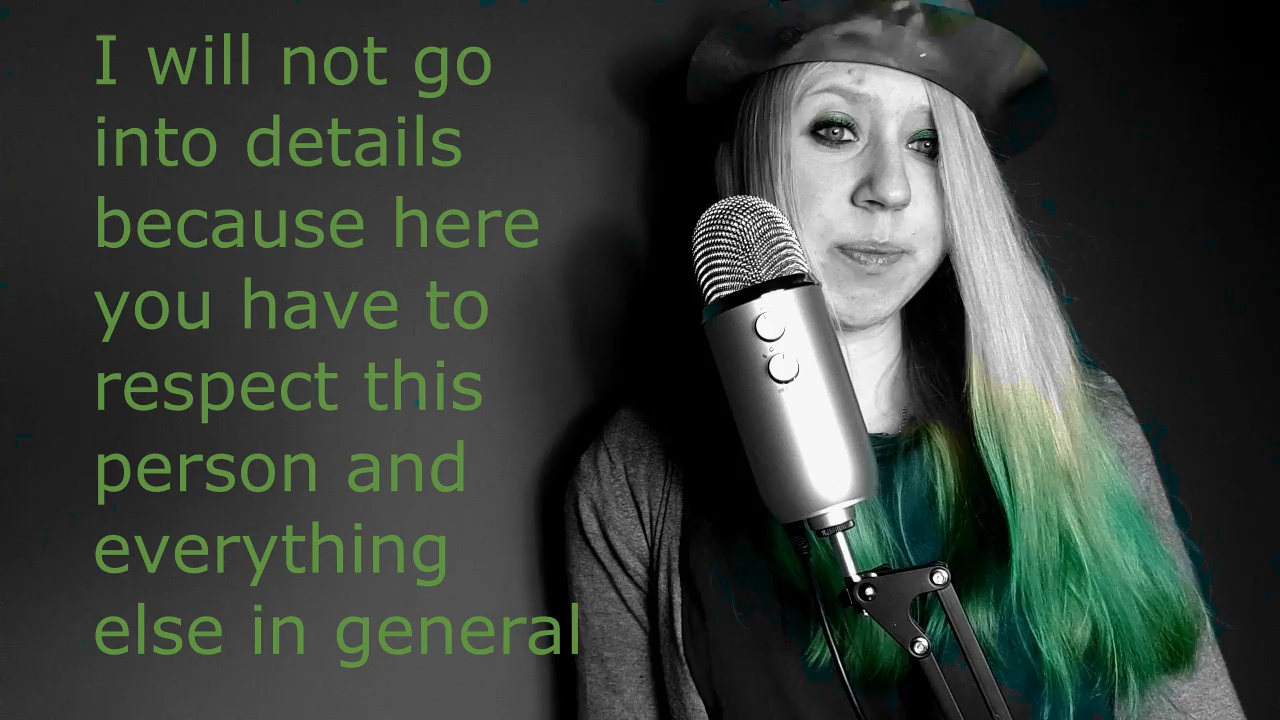 I will not go
into details
because here
you have to
respect this
person and
everything
else in general